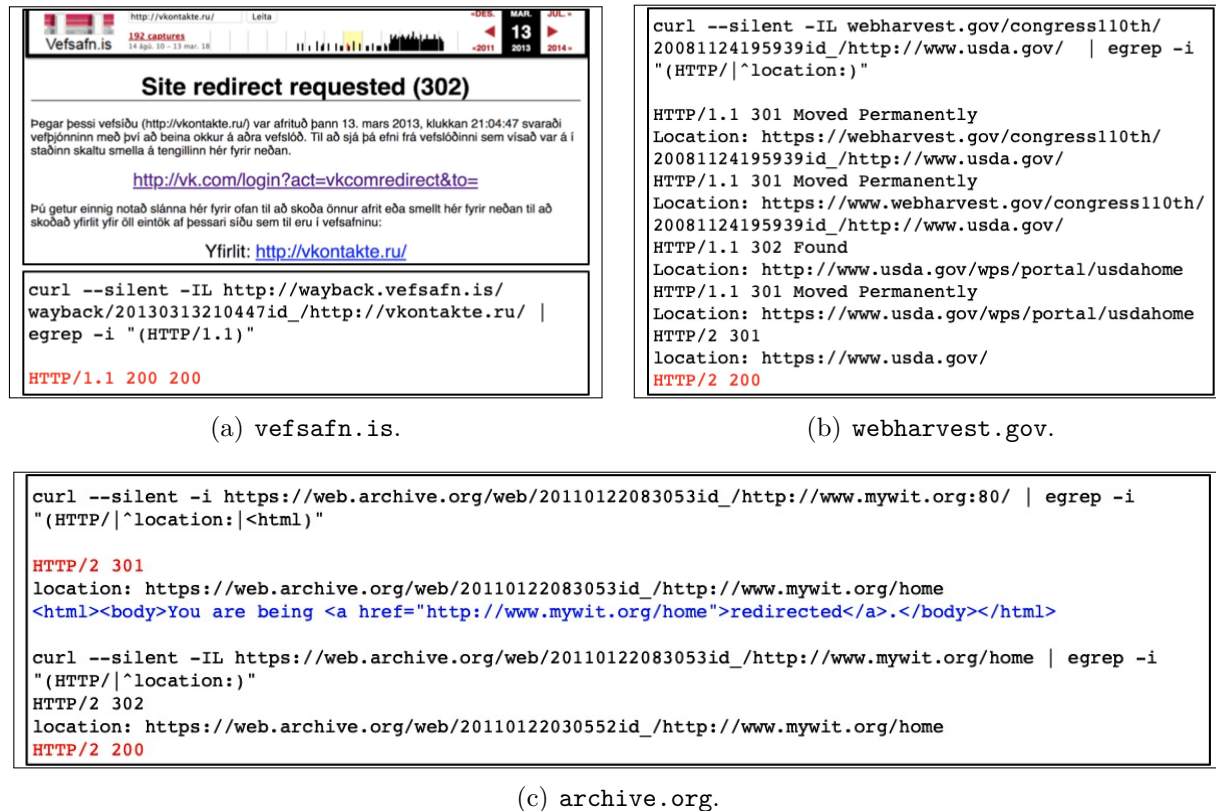 http://vkontakte.ru/ Leita «DES. MAR. JUL.»
Vefsafn.is 192 captures 13
14 ágú. 10 - 13 mar. 18 «2011 2013 2014»
Site redirect requested (302)
Þegar þessi vefsíðu (http://vkontakte.ru/) var afrituð þann 13. mars 2013, klukkan 21:04:47 svaraði
vefþjónninn með því að beina okkur á aðra vefslóð. Til að sjá þá efni frá vefslóðinni sem vísað var á í
staðinn skaltu smella á tengillinn hér fyrir neðan.
http://vk.com/login?act=vkcomredirect&to=
Þú getur einnig notað slánna hér fyrir ofan til að skoða önnur afrit eða smellt hér fyrir neðan til að
skoðað yfirlit yfir öll eintök af þessari síðu sem til eru í vefsafninu:
Yfirlit: http://vkontakte.ru/
curl --silent -IL http://wayback.vefsafn.is/
wayback/20130313210447id_/http://vkontakte.ru/ |
egrep -i "(HTTP/1.1)"
HTTP/1.1 200 200
(a) vefsafn.is.
curl --silent -IL webharvest.gov/congress110th/
20081124195939id_/http://www.usda.gov/ | egrep -i
"(HTTP/|^location:)"
HTTP/1.1 301 Moved Permanently
Location: https://webharvest.gov/congress110th/
20081124195939id_/http://www.usda.gov/
HTTP/1.1 301 Moved Permanently
Location: https://www.webharvest.gov/congress110th/
20081124195939id_/http://www.usda.gov/
HTTP/1.1 302 Found
Location: http://www.usda.gov/wps/portal/usdahome
HTTP/1.1 301 Moved Permanently
Location: https://www.usda.gov/wps/portal/usdahome
HTTP/2 301
location: https://www.usda.gov/
HTTP/2 200
(b) webharvest.gov.
curl --silent -i https://web.archive.org/web/20110122083053id_/http://www.mywit.org:80/ | egrep -i
"(HTTP/|^location:|<html)"
HTTP/2 301
location: https://web.archive.org/web/20110122083053id_/http://www.mywit.org/home
<html><body>You are being <a href="http://www.mywit.org/home">redirected</a>.</body></html>
curl --silent -IL https://web.archive.org/web/20110122083053id_/http://www.mywit.org/home | egrep -i
"(HTTP/|^location:)"
HTTP/2 302
location: https://web.archive.org/web/20110122030552id_/http://www.mywit.org/home
HTTP/2 200
(c) archive.org.